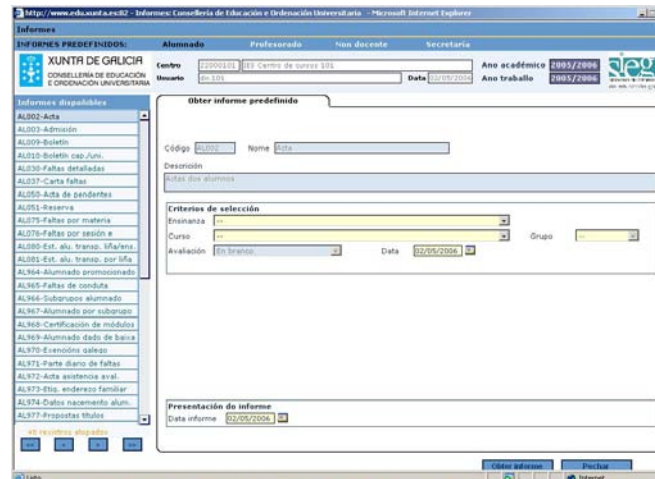 http://www.edu.xunta.es:82 - Informes: Consellería de Educación e Ordenación Universitaria - Microsoft Internet Explorer
Informes
INFORMES PREDEFINIDOS: Alumnado Profesorado Non docente Secretaría
XUNTA DE GALICIA
CONSELLERÍA DE EDUCACIÓN
E ORDENACIÓN UNIVERSITARIA
Centro 22000101 IES Centro de cursos 101 Ano académico 2005/2006
Usuario dn.101 Data 02/05/2006 Ano traballo 2005/2006
Informes dispoñibles
Obter informe predefinido
AL002-Acta
AL003-Admisión
AL009-Boletín
AL010-Boletín cap./uni.
AL030-Faltas detalladas
AL037-Carta faltas
AL050-Acta de pendentes
AL051-Reserva
AL075-Faltas por materia
AL076-Faltas por sesión e
AL080-Est. alu. transp. liña/ens.
AL081-Est. alu. transp. por liña
AL964-Alumnado promocionado
AL965-Faltas de conduta
AL966-Subgrupos alumnado
AL967-Alumnado por subgrupo
AL968-Certificación de módulos
AL969-Alumnado dado de baixa
AL970-Exencións galego
AL971-Parte diario de faltas
AL972-Acta asistencia aval.
AL973-Etiq. enderezo familiar
AL974-Datos nacemento alum.
AL977-Propostas títulos
rexistros atopados
<< < > >>
Código AL002 Nome Acta
Descrición
Actas dos alumnos
Criterios de selección
Ensinanza --
Curso -- Grupo --
Avaliación En branco Data 02/05/2006
Presentación do informe
Data informe 02/05/2006
Obter informe Pechar
Listo Internet